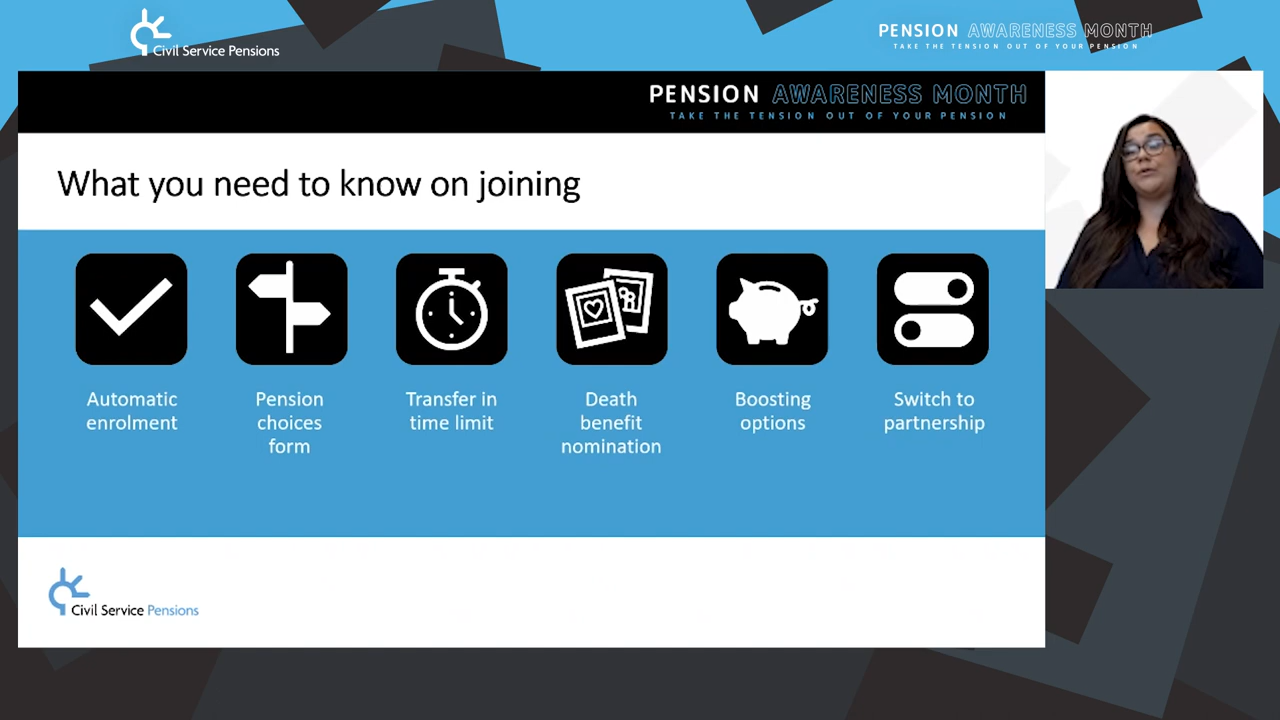 Civil Service Pensions
PENSION AWARENESS MONTH
TAKE THE TENSION OUT OF YOUR PENSION
PENSION AWARENESS MONTH
TAKE THE TENSION OUT OF YOUR PENSION
What you need to know on joining
Automatic
enrolment
Pension
choices
form
Transfer in
time limit
Death
benefit
nomination
Boosting
options
Switch to
partnership
Civil Service Pensions